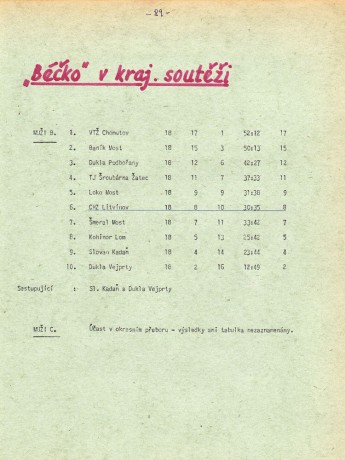 - 89 -
„Béčko" v kraj. soutěži
MUŽI B. 1. VTŽ Chomutov 18 17 1 52:12 17
2. Baník Most 18 15 3 50:13 15
3. Dukla Podbořany 18 12 6 42:27 12
4. TJ Šroubárna Žatec 18 11 7 37:33 11
5. Loko Most 18 9 9 31:38 9
6. CHZ Litvínov 18 8 10 30:35 8
7. Šmeral Most 18 7 11 33:42 7
8. Kohinor Lom 18 5 13 25:42 5
9. Slovan Kadaň 18 4 14 23:44 4
10. Dukla Vejprty 18 2 16 12:49 2
Sestupující : Sl. Kadaň a Dukla Vejprty
MUŽI C. Účast v okresním přeboru - výsledky ani tabulka nezaznamenány.